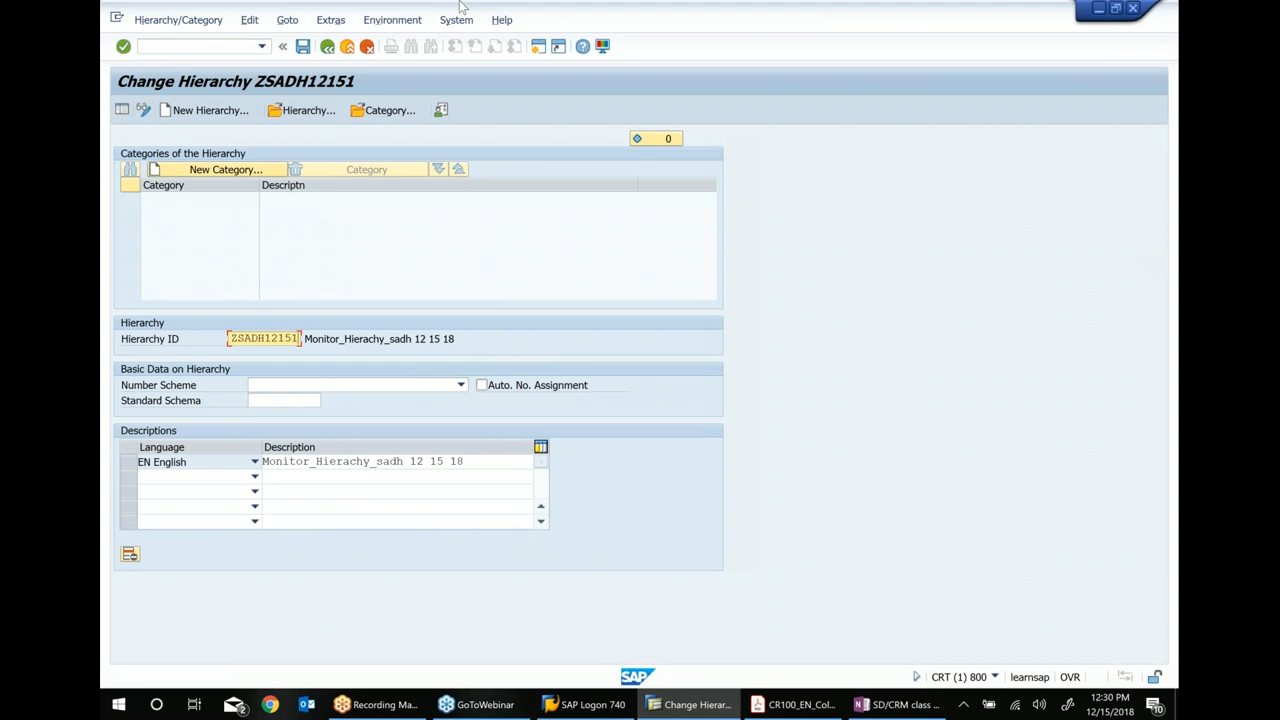 Hierarchy/Category Edit Goto Extras Environment System Help
Change Hierarchy ZSADH12151
New Hierarchy... Hierarchy... Category...
0
Categories of the Hierarchy
New Category... Category
Category Descriptn
Hierarchy
Hierarchy ID ZSADH12151 Monitor_Hierachy_sadh 12 15 18
Basic Data on Hierarchy
Number Scheme Auto. No. Assignment
Standard Schema
Descriptions
Language Description
EN English Monitor_Hierachy_sadh 12 15 18
SAP
CRT (1) 800 learnsap OVR
Recording Ma... GoToWebinar SAP Logon 740 Change Hierar... CR100_EN_Col... SD/CRM class ...
12:30 PM
12/15/2018